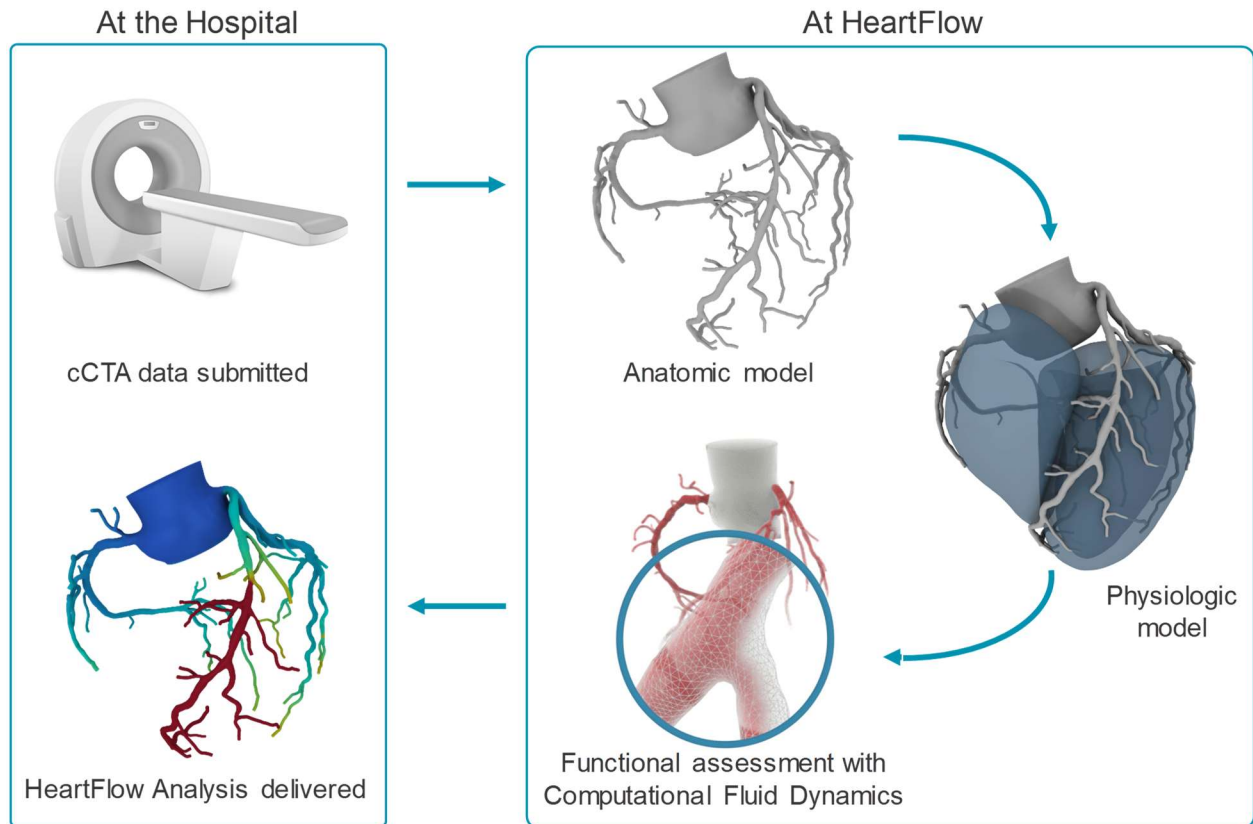 At the Hospital
At HeartFlow
cCTA data submitted
Anatomic model
Physiologic
model
Functional assessment with
Computational Fluid Dynamics
HeartFlow Analysis delivered